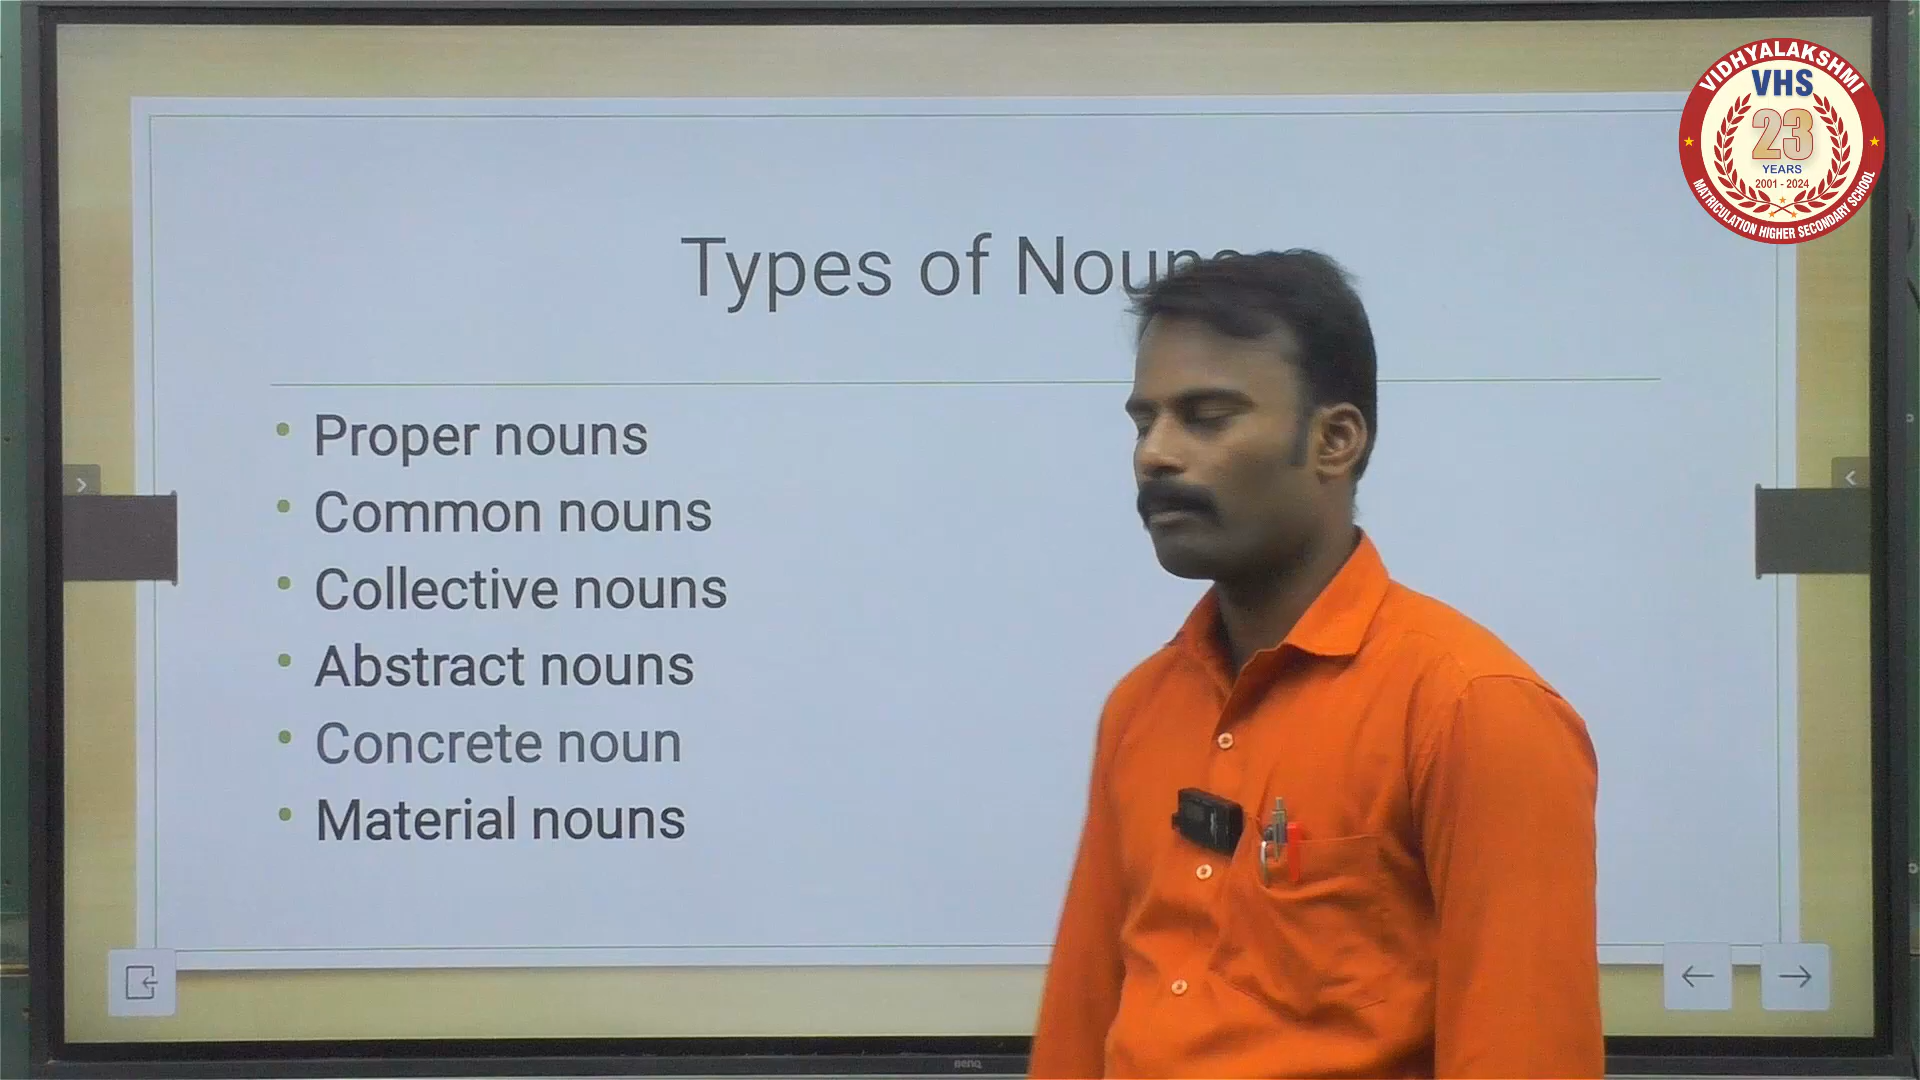 VIDHYALAKSHMI
VHS
23
YEARS
2001 - 2024
MATRICULATION HIGHER SECONDARY SCHOOL
Types of
Proper nouns
Common nouns
Collective nouns
Abstract nouns
Concrete noun
Material nouns
BenQ